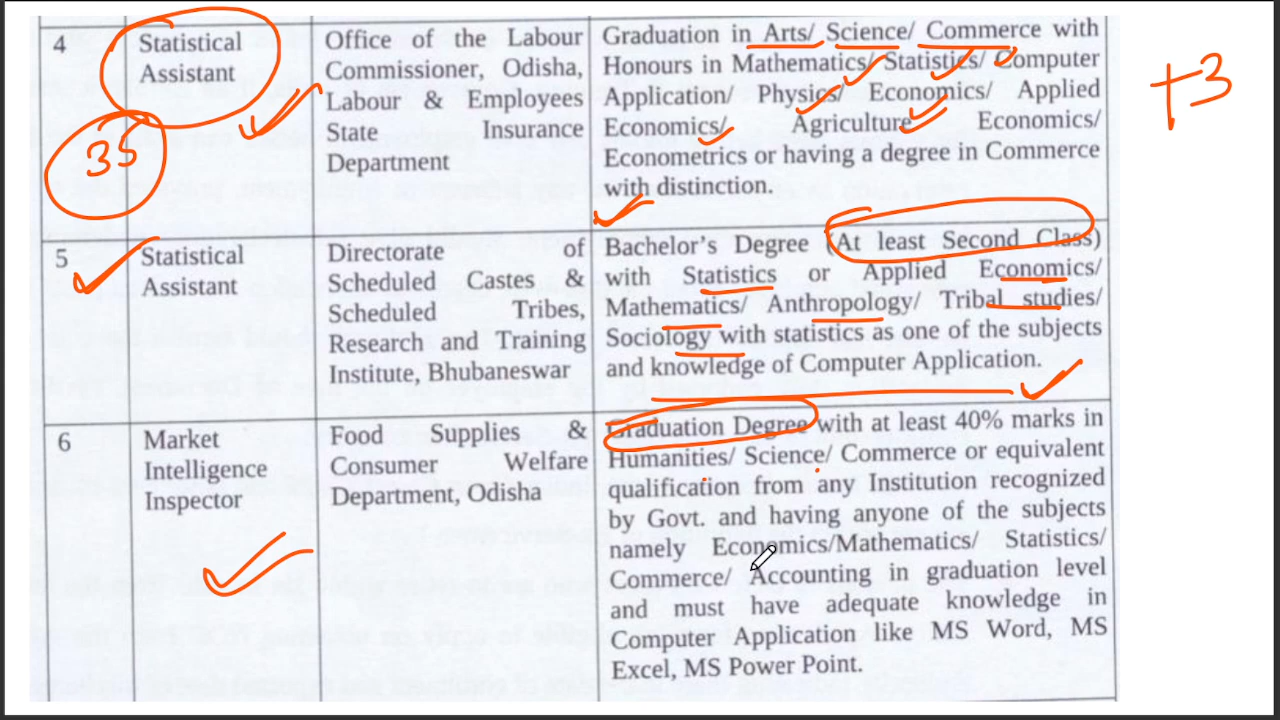 4
Statistical
Assistant
Office of the Labour
Commissioner, Odisha,
Labour & Employees
State Insurance
Department
Graduation in Arts/ Science/ Commerce with
Honours in Mathematics/ Statistics/ Computer
Application/ Physics/ Economics/ Applied
Economics/ Agriculture Economics/
Econometrics or having a degree in Commerce
with distinction.
+3
35
5
Statistical
Assistant
Directorate of
Scheduled Castes &
Scheduled Tribes,
Research and Training
Institute, Bhubaneswar
Bachelor's Degree (At least Second Class)
with Statistics or Applied Economics/
Mathematics/ Anthropology/ Tribal studies/
Sociology with statistics as one of the subjects
and knowledge of Computer Application.
6
Market
Intelligence
Inspector
Food Supplies &
Consumer Welfare
Department, Odisha
Graduation Degree with at least 40% marks in
Humanities/ Science/ Commerce or equivalent
qualification from any Institution recognized
by Govt. and having anyone of the subjects
namely Economics/Mathematics/ Statistics/
Commerce/ Accounting in graduation level
and must have adequate knowledge in
Computer Application like MS Word, MS
Excel, MS Power Point.